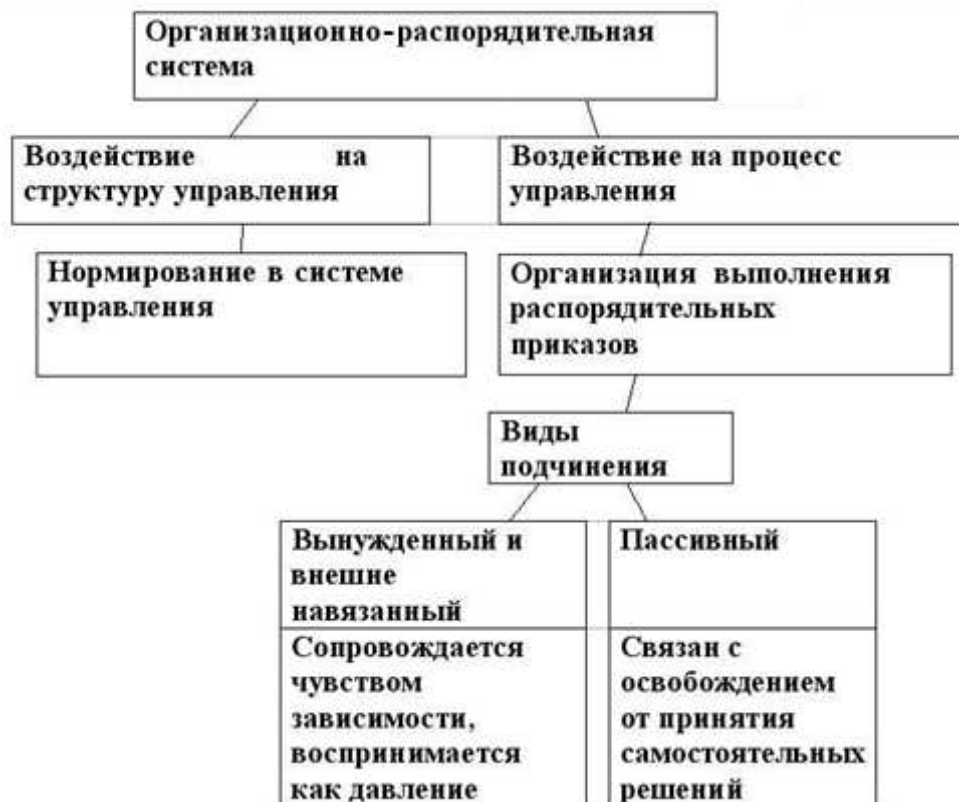 Организационно-распорядительная
система
Воздействие на
структуру управления
Воздействие на процесс
управления
Нормирование в системе
управления
Организация выполнения
распорядительных
приказов
Виды
подчинения
Вынужденный и
внешне
навязанный
Пассивный
Сопровождается
чувством
зависимости,
воспринимается
как давление
Связан с
освобождением
от принятия
самостоятельных
решений